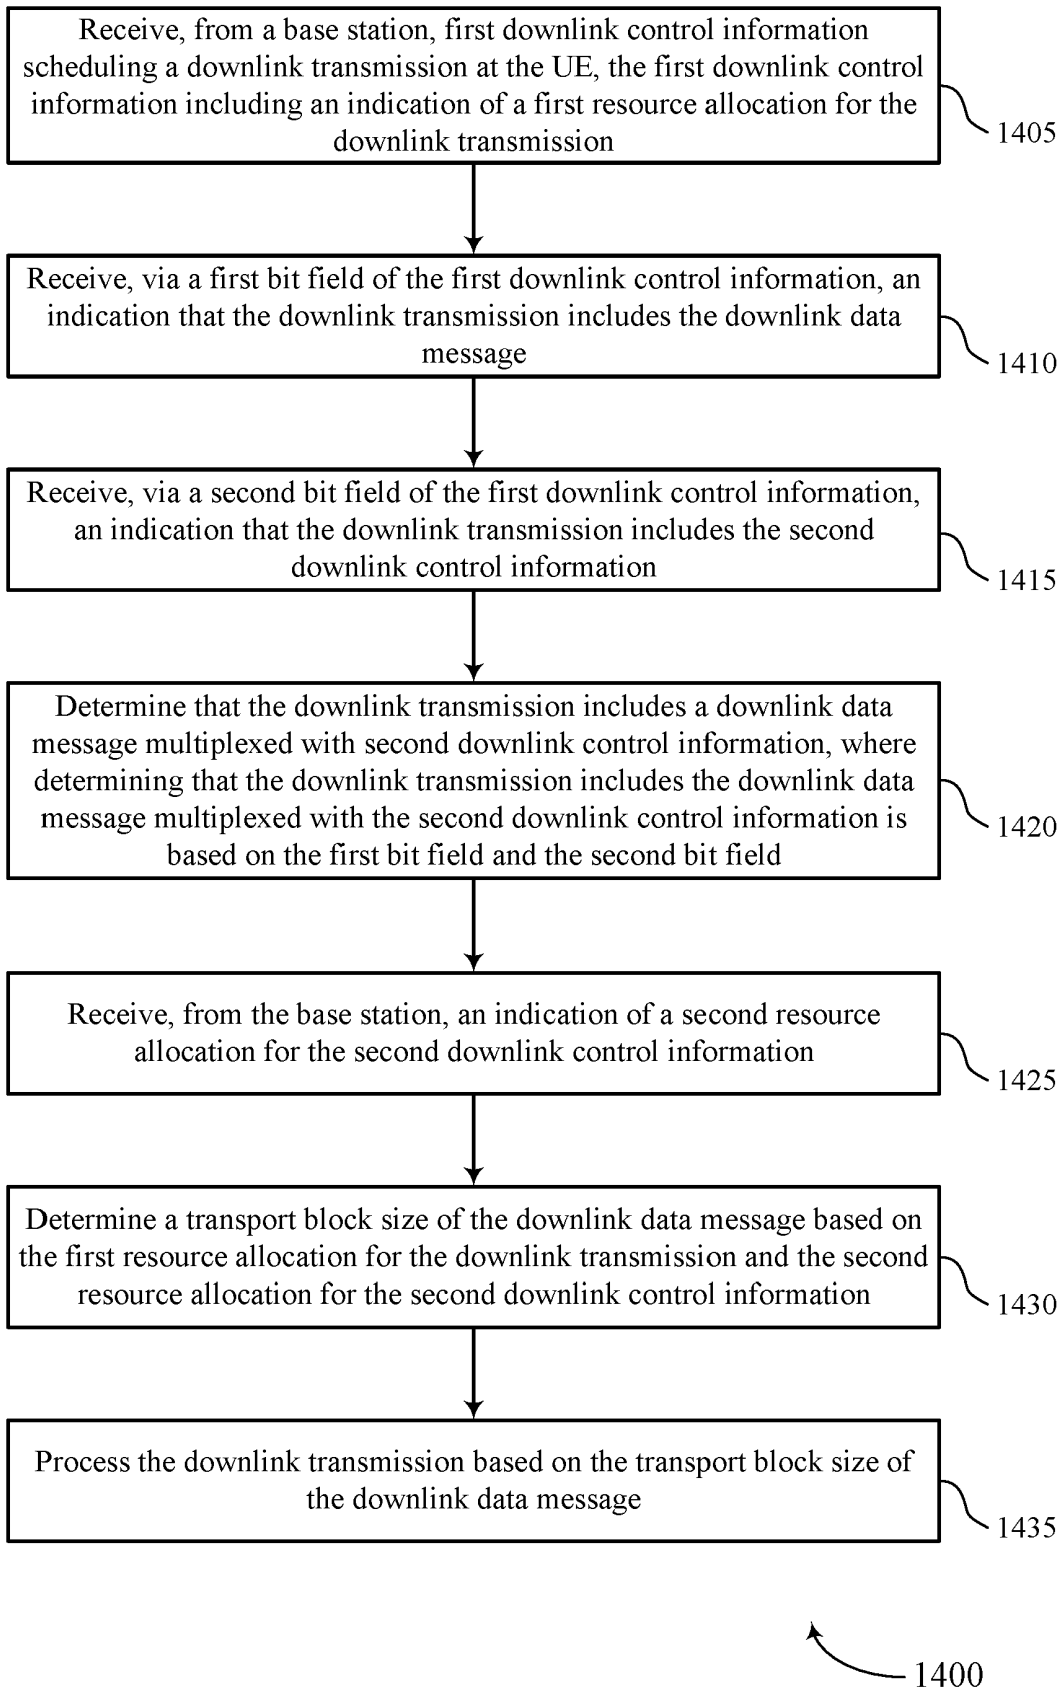 Receive, from a base station, first downlink control information
scheduling a downlink transmission at the UE, the first downlink control
information including an indication of a first resource allocation for the
downlink transmission
1405
Receive, via a first bit field of the first downlink control information, an
indication that the downlink transmission includes the downlink data
message
1410
Receive, via a second bit field of the first downlink control information,
an indication that the downlink transmission includes the second
downlink control information
1415
Determine that the downlink transmission includes a downlink data
message multiplexed with second downlink control information, where
determining that the downlink transmission includes the downlink data
message multiplexed with the second downlink control information is
based on the first bit field and the second bit field
1420
Receive, from the base station, an indication of a second resource
allocation for the second downlink control information
1425
Determine a transport block size of the downlink data message based on
the first resource allocation for the downlink transmission and the second
resource allocation for the second downlink control information
1430
Process the downlink transmission based on the transport block size of
the downlink data message
1435
1400